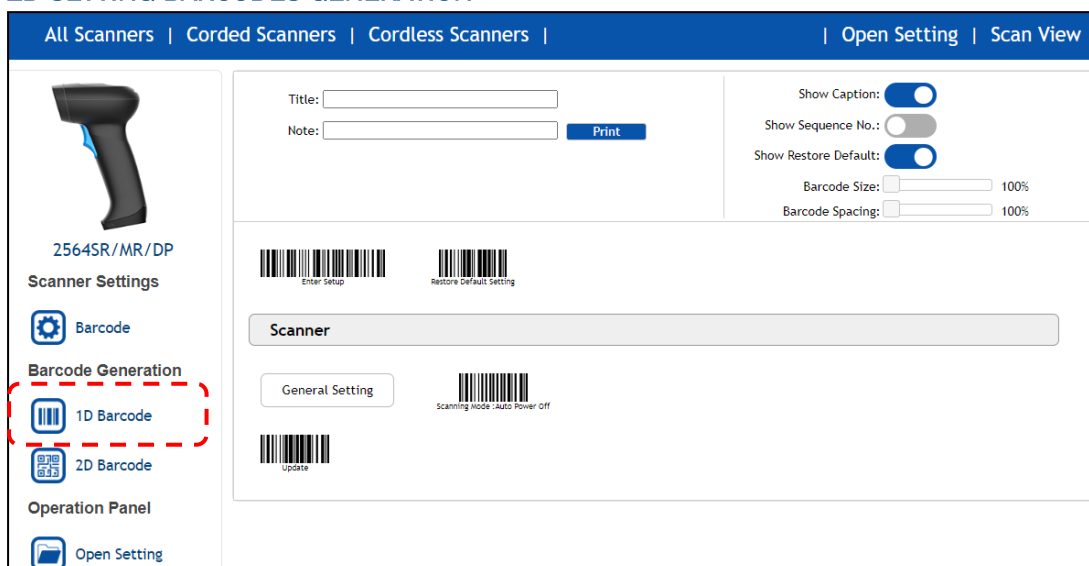 All Scanners | Corded Scanners | Cordless Scanners | | Open Setting | Scan View
Title:
Note:
Print
Show Caption:
Show Sequence No.:
Show Restore Default:
Barcode Size: 100%
Barcode Spacing: 100%
2564SR/MR/DP
Scanner Settings
Barcode
Barcode Generation
1D Barcode
2D Barcode
Operation Panel
Open Setting
Enter Setup
Restore Default Setting
Scanner
General Setting
Scanning Mode :Auto Power Off
Update